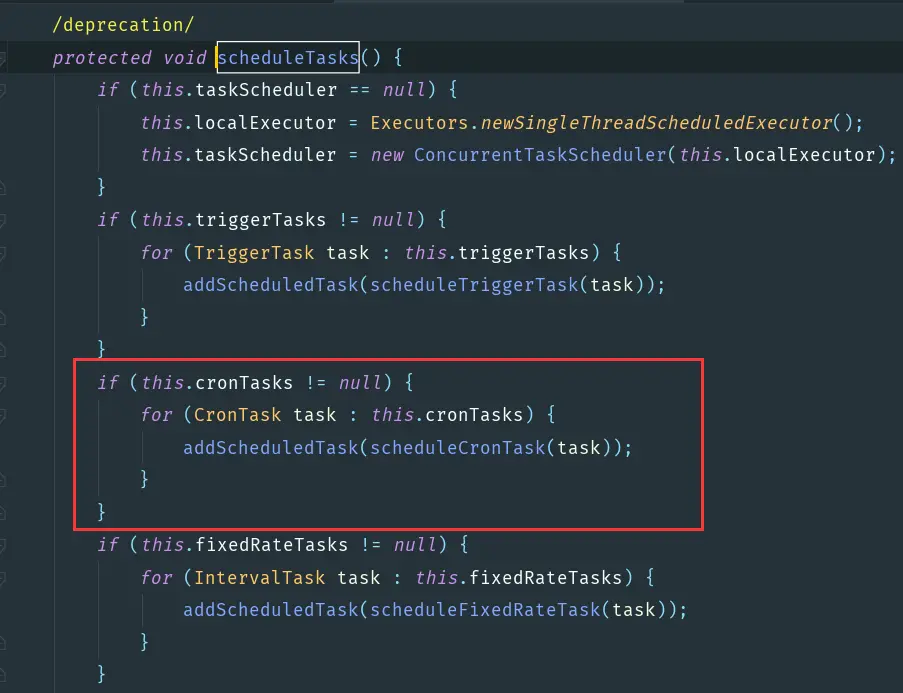 /deprecation/
protected void scheduleTasks() {
    if (this.taskScheduler == null) {
        this.localExecutor = Executors.newSingleThreadScheduledExecutor();
        this.taskScheduler = new ConcurrentTaskScheduler(this.localExecutor);
    }
    if (this.triggerTasks != null) {
        for (TriggerTask task : this.triggerTasks) {
            addScheduledTask(scheduleTriggerTask(task));
        }
    }
    if (this.cronTasks != null) {
        for (CronTask task : this.cronTasks) {
            addScheduledTask(scheduleCronTask(task));
        }
    }
    if (this.fixedRateTasks != null) {
        for (IntervalTask task : this.fixedRateTasks) {
            addScheduledTask(scheduleFixedRateTask(task));
        }
    }